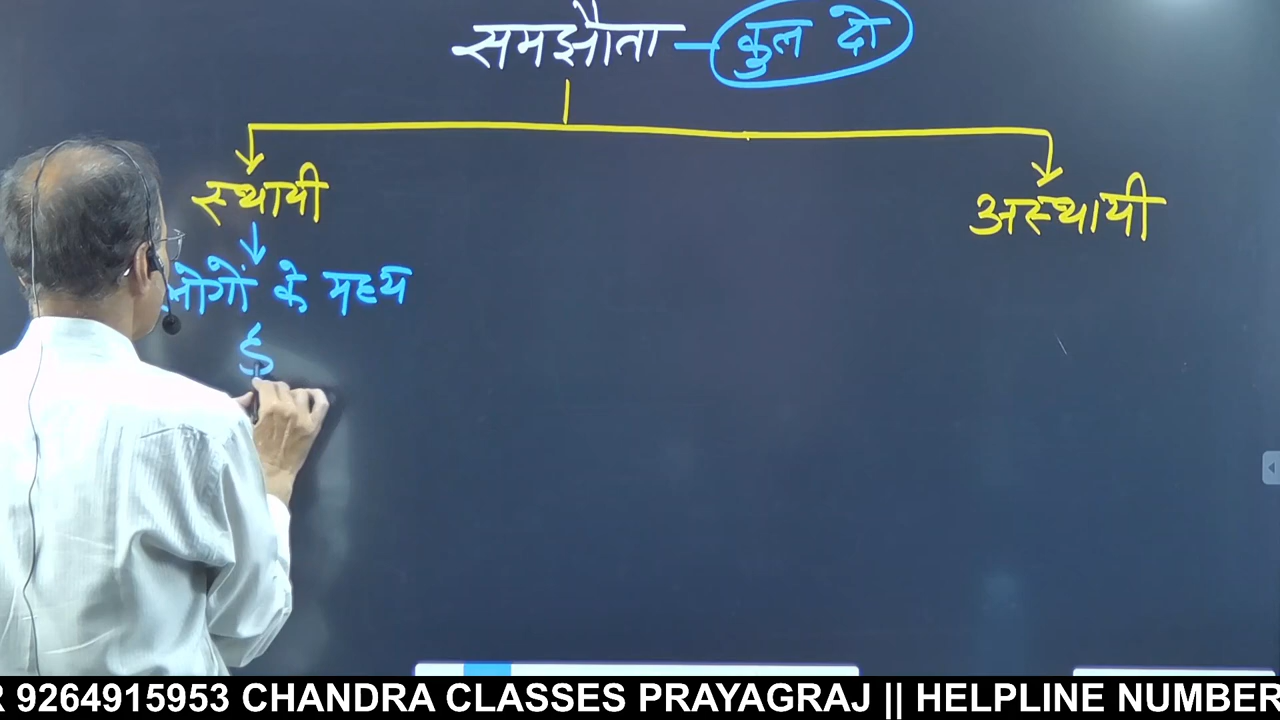 समझौता – कुल दो
स्थायी
अस्थायी
लोगों के मध्य
R 9264915953 CHANDRA CLASSES PRAYAGRAJ || HELPLINE NUMBER